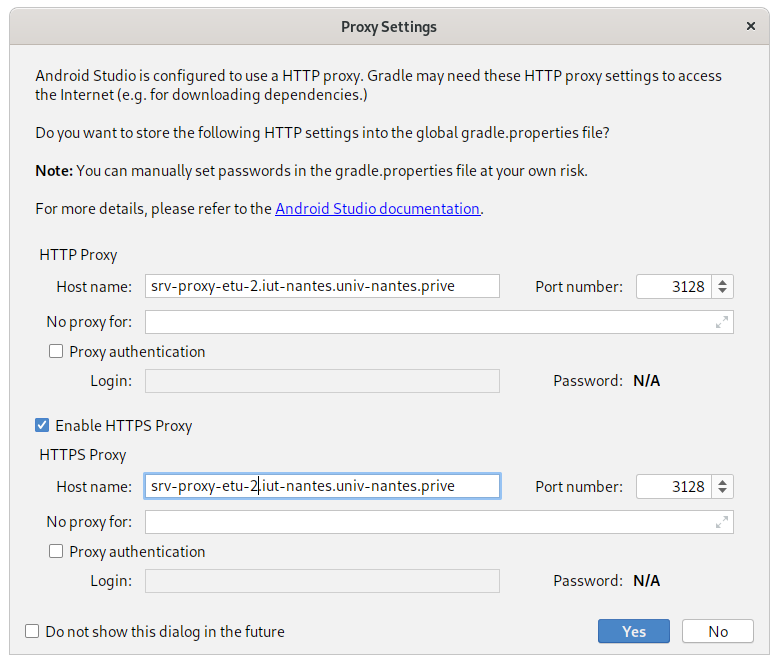 Proxy Settings
Android Studio is configured to use a HTTP proxy. Gradle may need these HTTP proxy settings to access
the Internet (e.g. for downloading dependencies.)
Do you want to store the following HTTP settings into the global gradle.properties file?
Note: You can manually set passwords in the gradle.properties file at your own risk.
For more details, please refer to the Android Studio documentation.
HTTP Proxy
Host name: srv-proxy-etu-2.iut-nantes.univ-nantes.prive Port number: 3128
No proxy for:
Proxy authentication
Login: Password: N/A
Enable HTTPS Proxy
HTTPS Proxy
Host name: srv-proxy-etu-2.iut-nantes.univ-nantes.prive Port number: 3128
No proxy for:
Proxy authentication
Login: Password: N/A
Do not show this dialog in the future Yes No